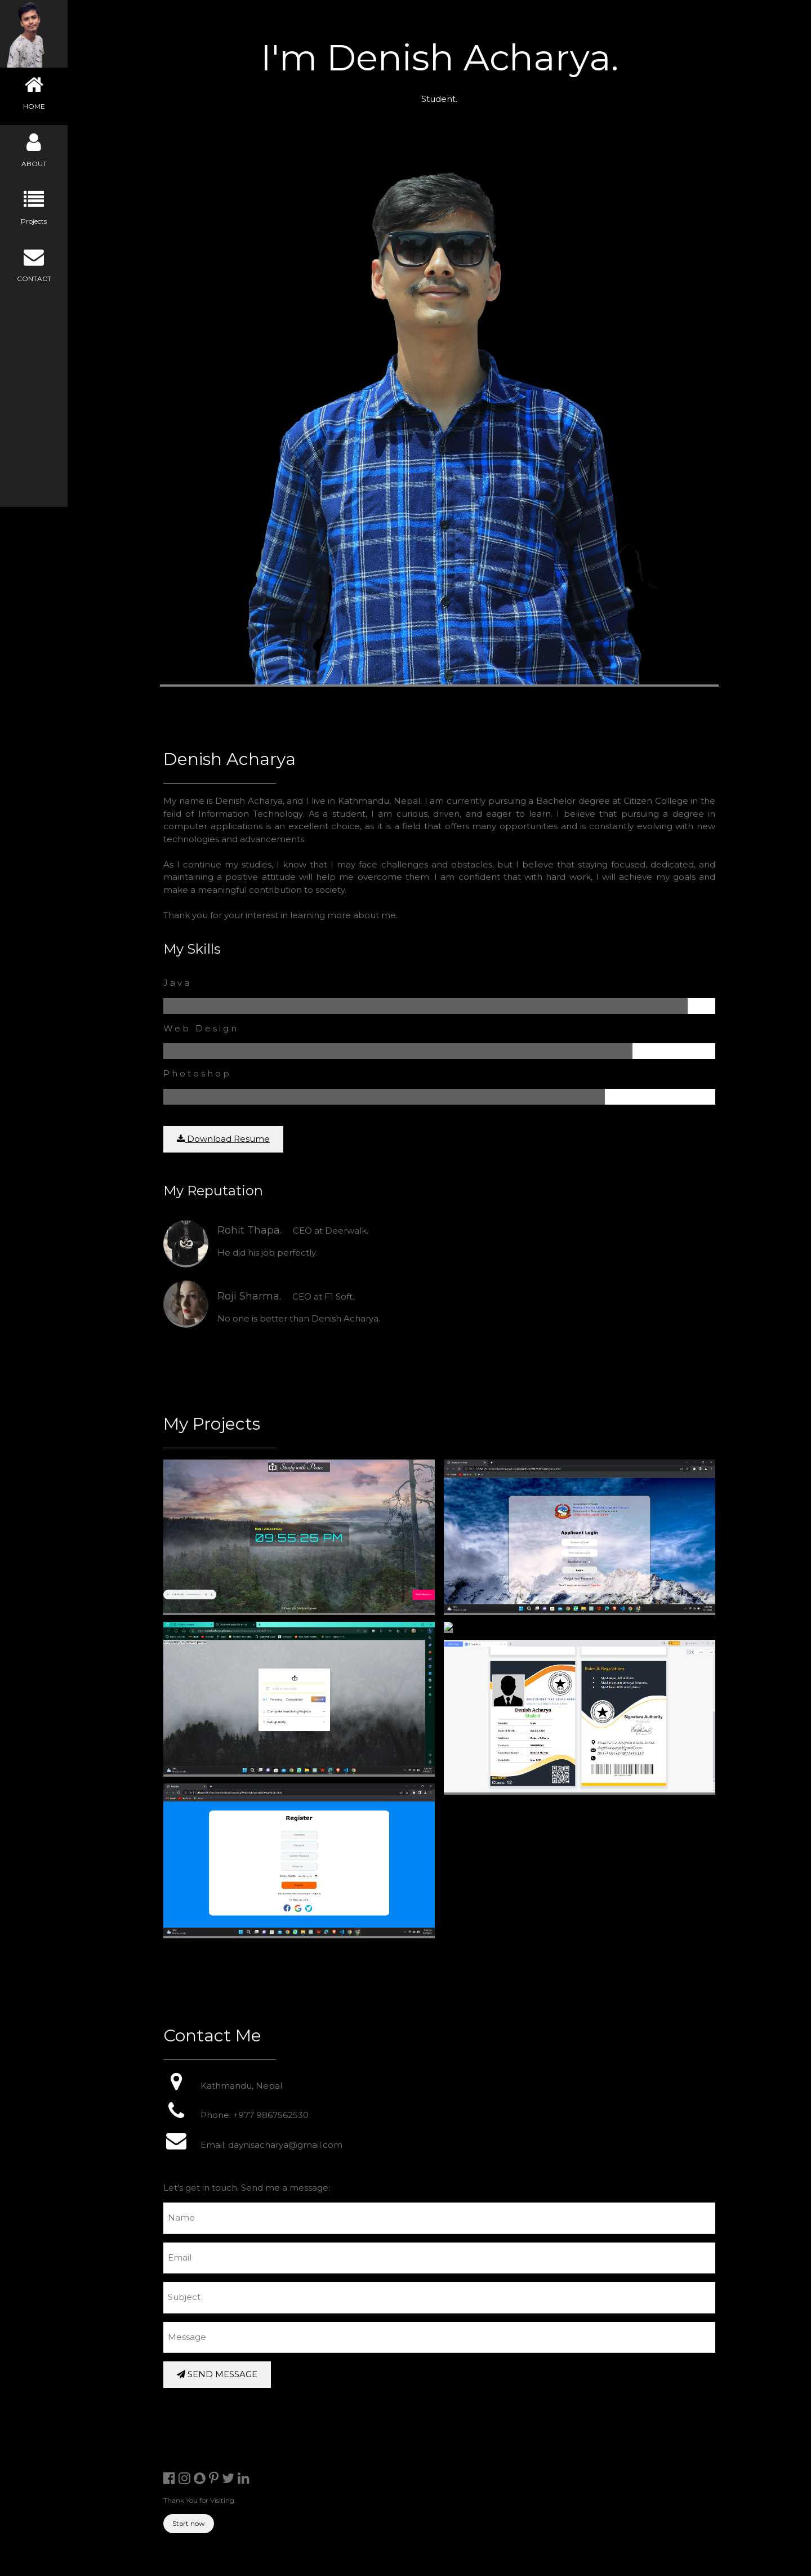 I'm Denish Acharya.
Student.
HOME
ABOUT
Projects
CONTACT
Denish Acharya
My name is Denish Acharya, and I live in Kathmandu, Nepal. I am currently pursuing a Bachelor degree at Citizen College in the
feild of Information Technology. As a student, I am curious, driven, and eager to learn. I believe that pursuing a degree in
computer applications is an excellent choice, as it is a field that offers many opportunities and is constantly evolving with new
technologies and advancements.
As I continue my studies, I know that I may face challenges and obstacles, but I believe that staying focused, dedicated, and
maintaining a positive attitude will help me overcome them. I am confident that with hard work, I will achieve my goals and
make a meaningful contribution to society.
Thank you for your interest in learning more about me.
My Skills
Java
Web Design
Photoshop
Download Resume
My Reputation
Rohit Thapa. CEO at Deerwalk.
He did his job perfectly.
Roji Sharma. CEO at F1 Soft.
No one is better than Denish Acharya.
My Projects
Study with Peace
09:55:25 PM
Applicant Login
Login
Rules & Regulations
Denish Acharya
Student
Signature Authority
Class: 12
Register
Contact Me
Kathmandu, Nepal
Phone: +977 9867562530
Email: daynisacharya@gmail.com
Let's get in touch. Send me a message:
Name
Email
Subject
Message
SEND MESSAGE
Thank You for Visiting.
Start now